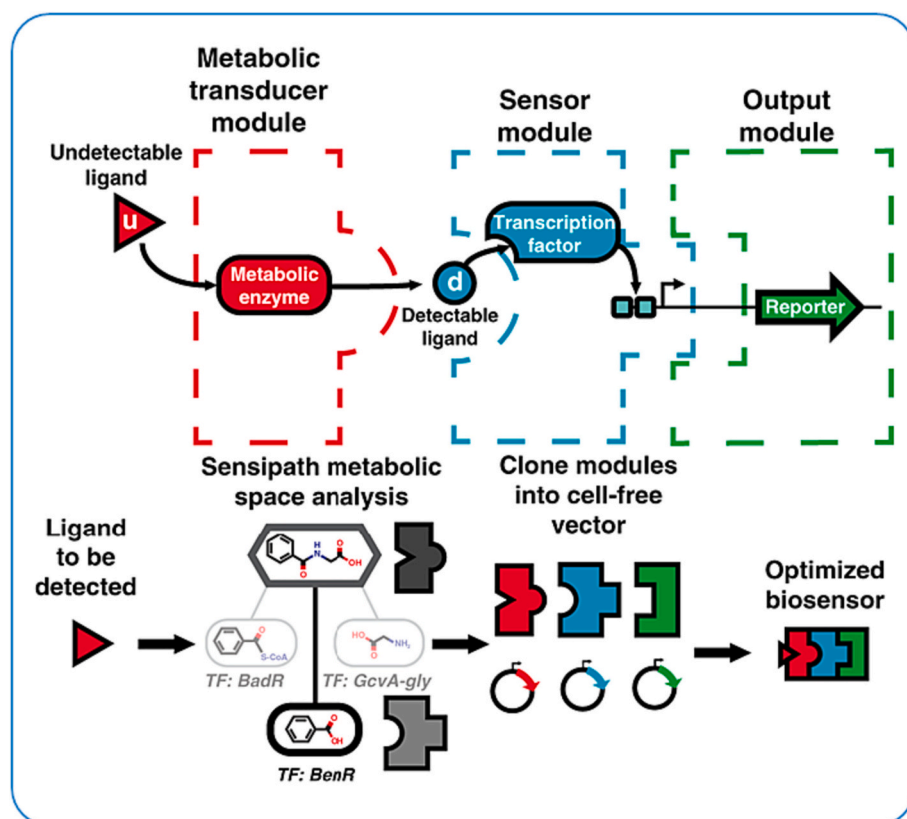 Metabolic
transducer
module
Sensor
module
Output
module
Undetectable
ligand
u
Metabolic
enzyme
d
Detectable
ligand
Transcription
factor
Reporter
Sensipath metabolic
space analysis
Clone modules
into cell-free
vector
Ligand
to be
detected
Optimized
biosensor
O
H
N
O
OH
O
S-CoA
TF: BadR
HO
O
NH₂
TF: GcvA-gly
O
OH
TF: BenR